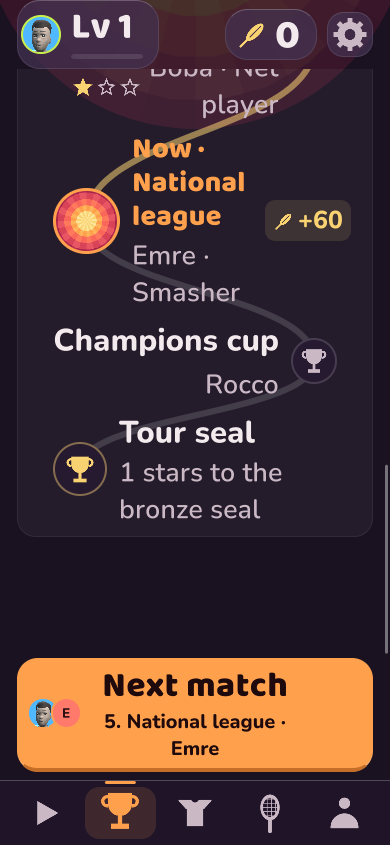 Lv 1
0
Boba · Net
player
Now ·
National
league
+60
Emre ·
Smasher
Champions cup
Rocco
Tour seal
1 stars to the
bronze seal
Next match
E
5. National league ·
Emre